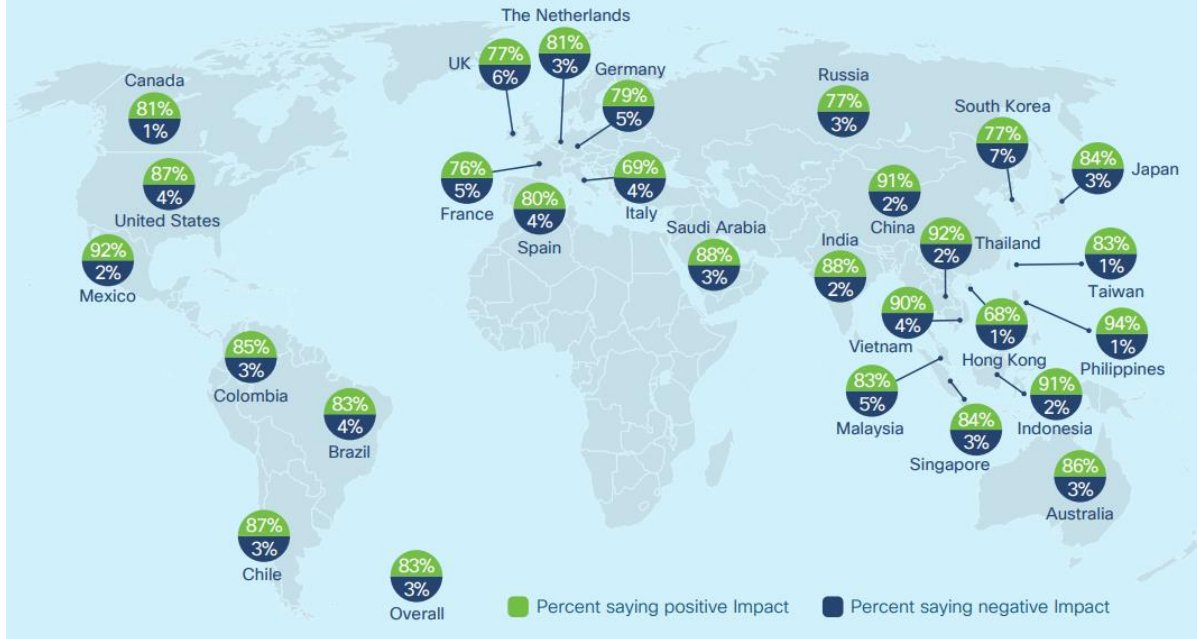 The Netherlands
81%
3%
UK
77%
6%
Germany
79%
5%
Canada
81%
1%
Russia
77%
3%
South Korea
77%
7%
84%
3%
Japan
87%
4%
United States
76%
5%
France
80%
4%
Spain
69%
4%
Italy
91%
2%
China
Saudi Arabia
88%
3%
India
88%
2%
92%
2%
Thailand
83%
1%
Taiwan
92%
2%
Mexico
90%
4%
Vietnam
68%
1%
Hong Kong
94%
1%
Philippines
85%
3%
Colombia
83%
4%
Brazil
83%
5%
Malaysia
84%
3%
Singapore
91%
2%
Indonesia
86%
3%
Australia
87%
3%
Chile
83%
3%
Overall
Percent saying positive Impact
Percent saying negative Impact